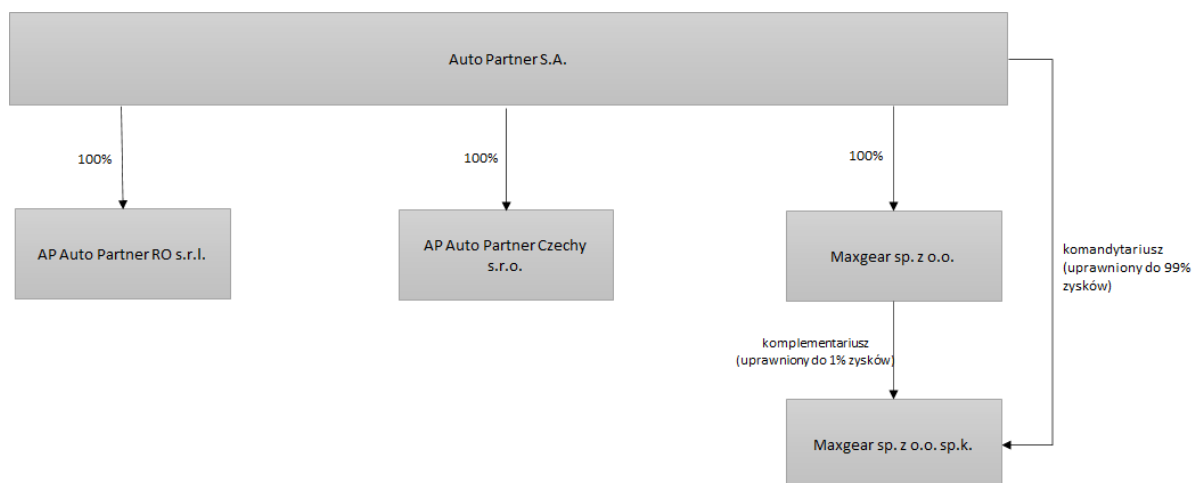 Auto Partner S.A.
100%
100%
100%
AP Auto Partner RO s.r.l.
AP Auto Partner Czechy
s.r.o.
Maxgear sp. z o.o.
komandytariusz
(uprawniony do 99%
zysków)
komplementariusz
(uprawniony do 1% zysków)
Maxgear sp. z o.o. sp.k.